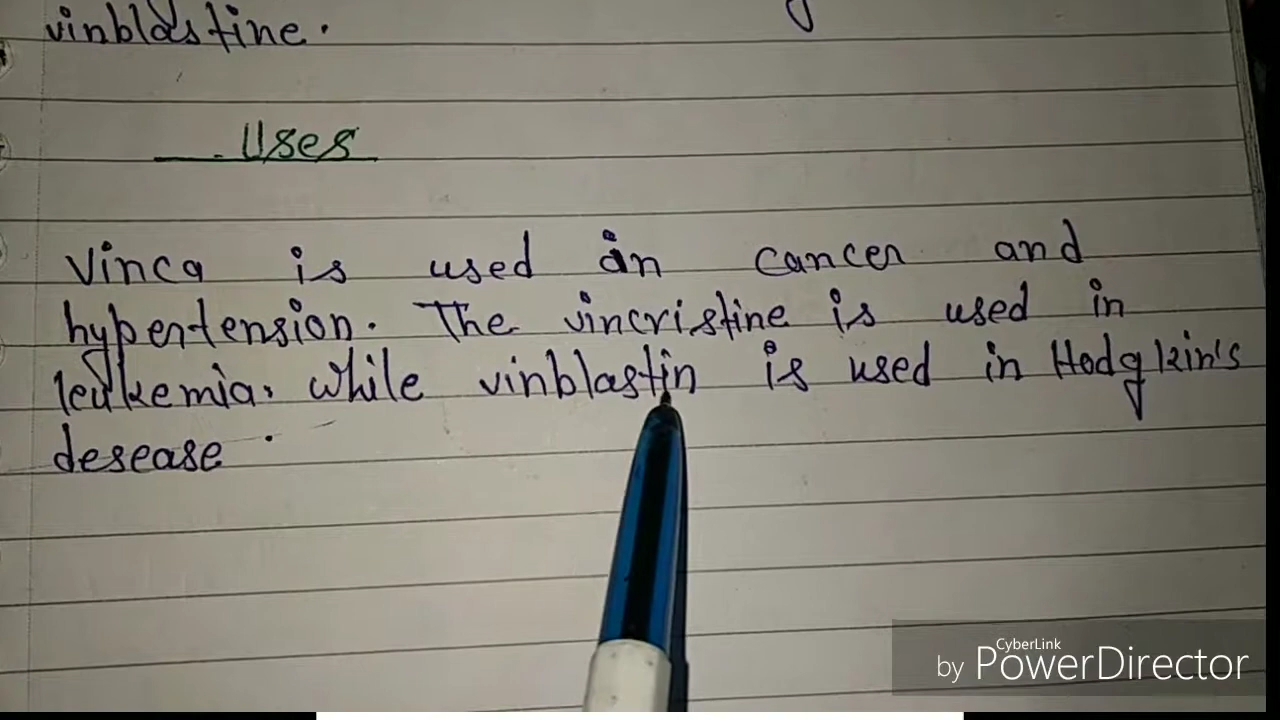 vinblastine.
Uses
Vinca is used in cancer and
hypertension. The vincristine is used in
leukemia. While vinblastin is used in Hodgkin's
desease.
CyberLink
by PowerDirector